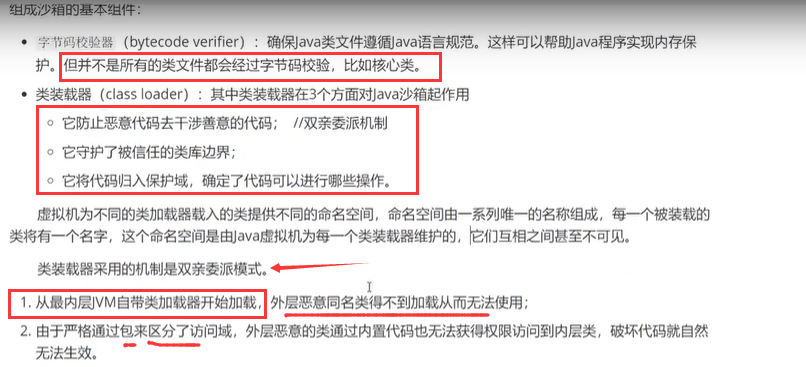 组成沙箱的基本组件：
字节码校验器（bytecode verifier）：确保Java类文件遵循Java语言规范。这样可以帮助Java程序实现内存保
护。但并不是所有的类文件都会经过字节码校验，比如核心类。
类装载器（class loader）：其中类装载器在3个方面对Java沙箱起作用
它防止恶意代码去干涉善意的代码； //双亲委派机制
它守护了被信任的类库边界；
它将代码归入保护域，确定了代码可以进行哪些操作。
虚拟机为不同的类加载器载入的类提供不同的命名空间，命名空间由一系列唯一的名称组成，每一个被装载的
类将有一个名字，这个命名空间是由Java虚拟机为每一个类装载器维护的，它们互相之间甚至不可见。
类装载器采用的机制是双亲委派模式。
1. 从最内层JVM自带类加载器开始加载，外层恶意同名类得不到加载从而无法使用；
2. 由于严格通过包来区分了访问域，外层恶意的类通过内置代码也无法获得权限访问到内层类，破坏代码就自然
无法生效。